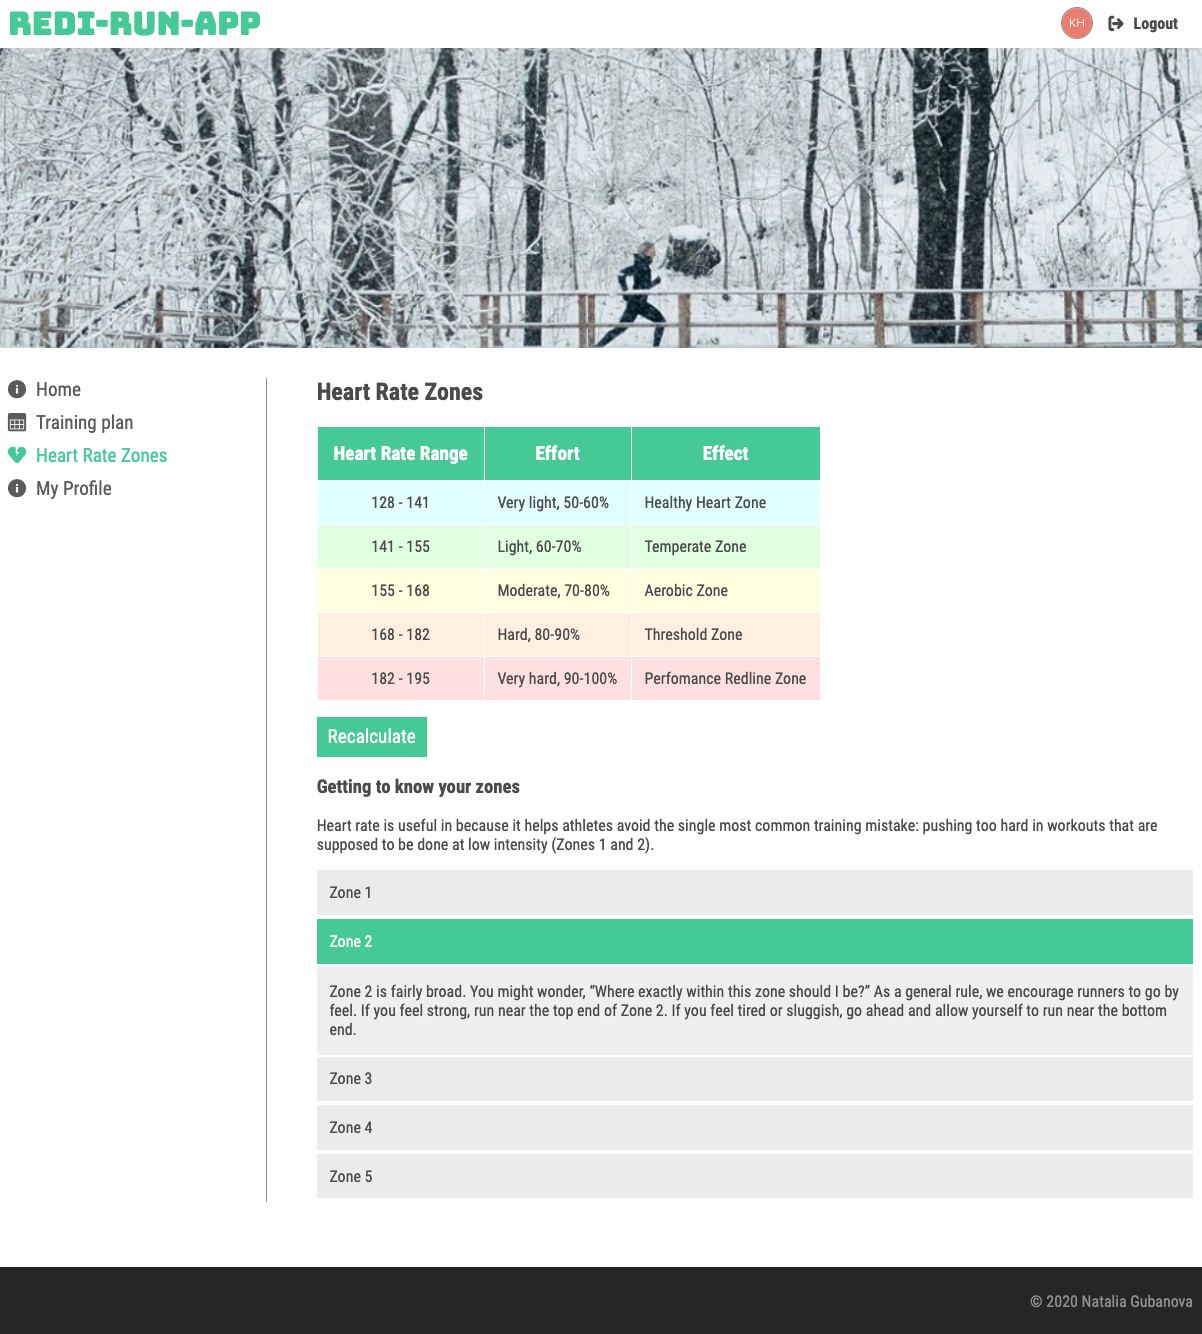 REDI-RUN-APP
KH
Logout
Home
Training plan
Heart Rate Zones
My Profile
Heart Rate Zones
Heart Rate Range Effort Effect
128 - 141 Very light, 50-60% Healthy Heart Zone
141 - 155 Light, 60-70% Temperate Zone
155 - 168 Moderate, 70-80% Aerobic Zone
168 - 182 Hard, 80-90% Threshold Zone
182 - 195 Very hard, 90-100% Perfomance Redline Zone
Recalculate
Getting to know your zones
Heart rate is useful in because it helps athletes avoid the single most common training mistake: pushing too hard in workouts that are
supposed to be done at low intensity (Zones 1 and 2).
Zone 1
Zone 2
Zone 2 is fairly broad. You might wonder, “Where exactly within this zone should I be?” As a general rule, we encourage runners to go by
feel. If you feel strong, run near the top end of Zone 2. If you feel tired or sluggish, go ahead and allow yourself to run near the bottom
end.
Zone 3
Zone 4
Zone 5
© 2020 Natalia Gubanova